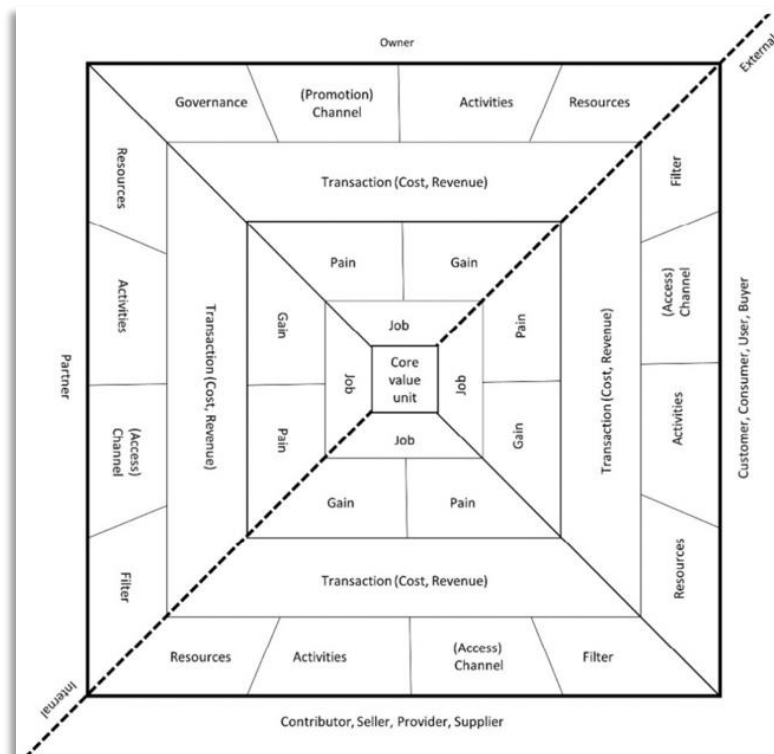 Owner
External
Governance
(Promotion)
Channel
Activities
Resources
Transaction (Cost, Revenue)
Pain
Gain
Job
Partner
Resources
Activities
(Access)
Channel
Filter
Transaction (Cost, Revenue)
Gain
Pain
Job
Core
value
unit
Job
Pain
Gain
Transaction (Cost, Revenue)
Filter
(Access)
Channel
Activities
Resources
Customer, Consumer, User, Buyer
Job
Gain
Pain
Transaction (Cost, Revenue)
Resources
Activities
(Access)
Channel
Filter
Internal
Contributor, Seller, Provider, Supplier